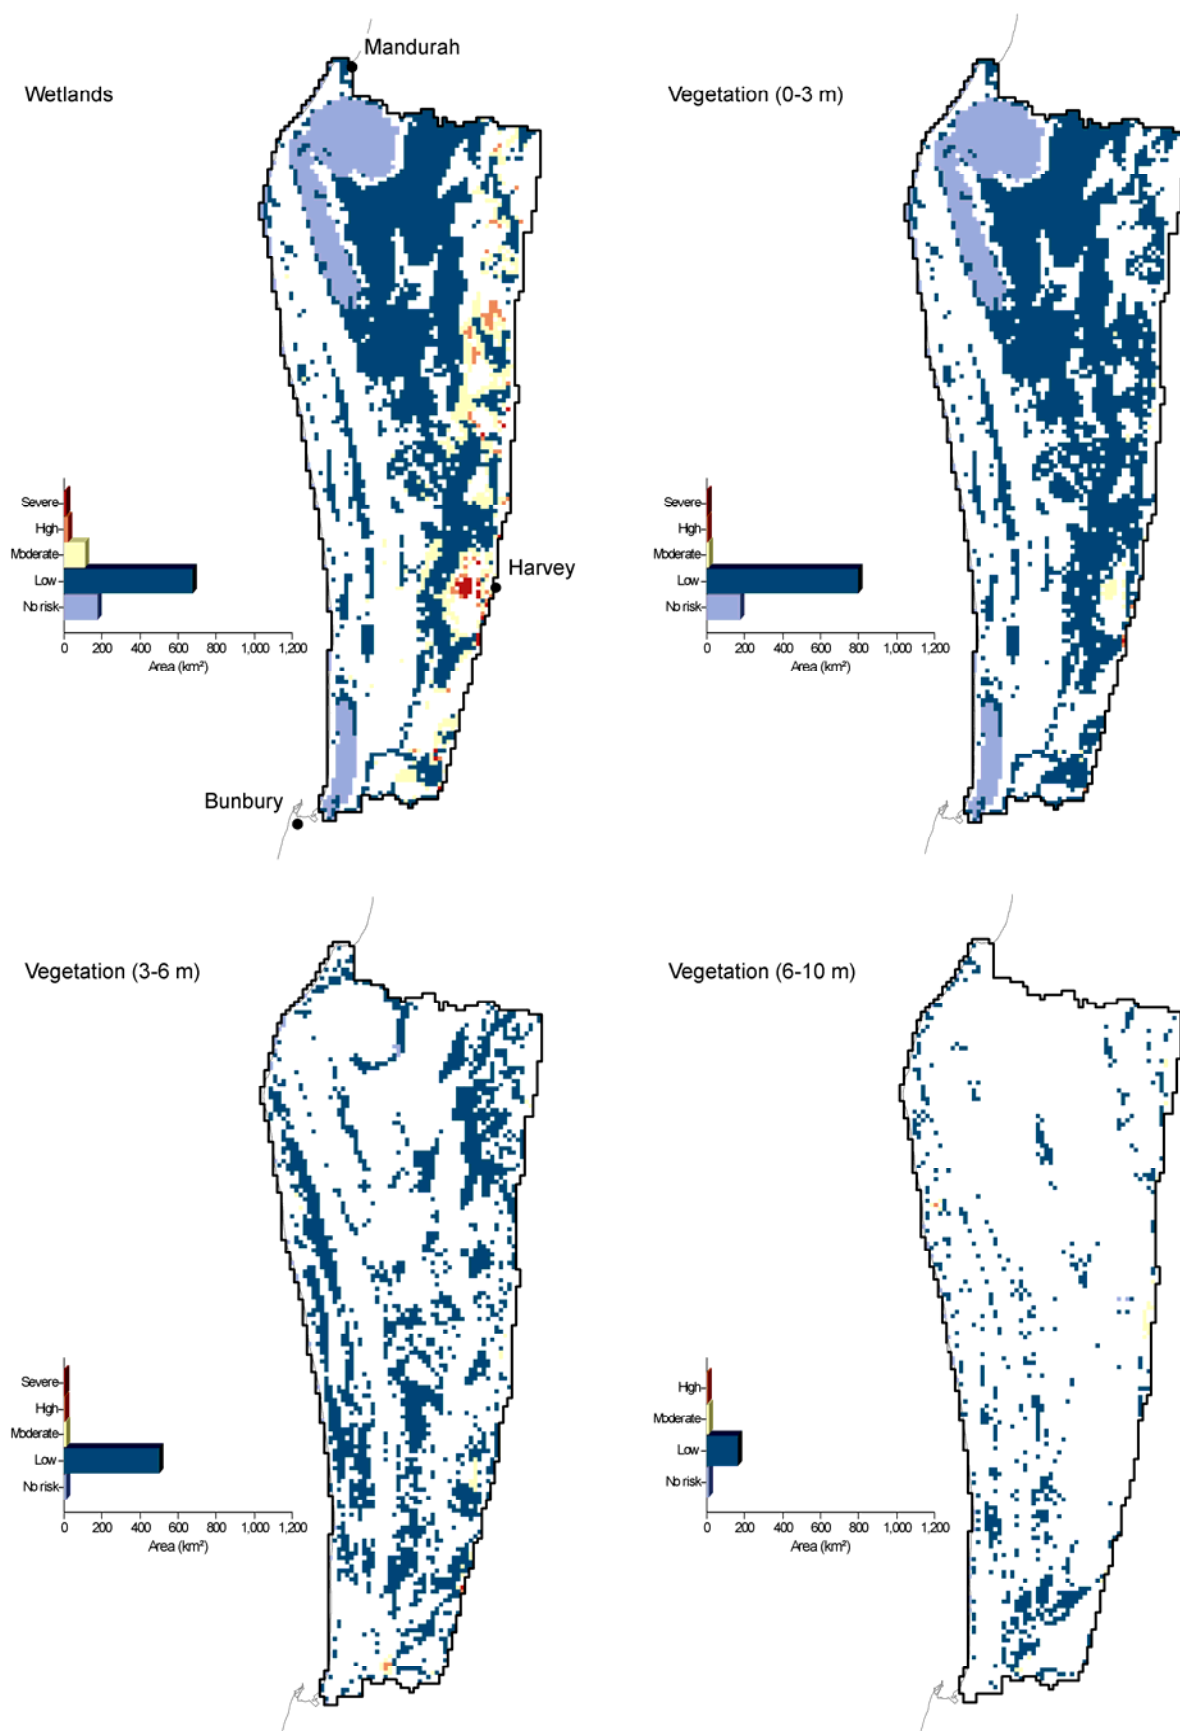 Mandurah
Wetlands
Vegetation (0-3 m)
Severe
High
Moderate
Low
No risk
0 200 400 600 800 1,000 1,200
Area (km²)
Harvey
Bunbury
Severe
High
Moderate
Low
No risk
0 200 400 600 800 1,000 1,200
Area (km²)
Vegetation (3-6 m)
Vegetation (6-10 m)
Severe
High
Moderate
Low
No risk
0 200 400 600 800 1,000 1,200
Area (km²)
High
Moderate
Low
No risk
0 200 400 600 800 1,000 1,200
Area (km²)